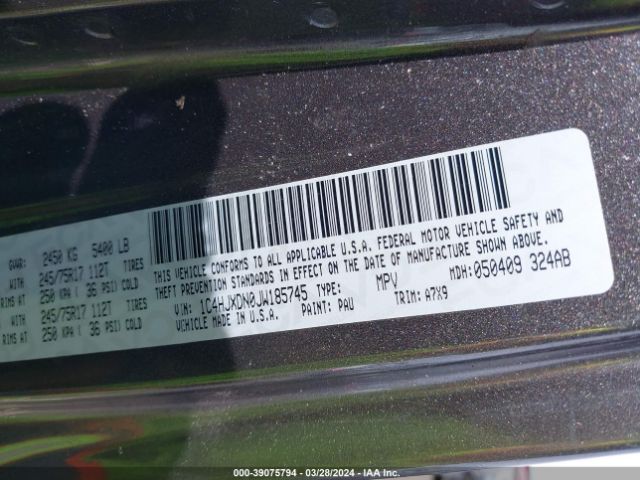 GVWR: 2450 KG 5400 LB
WITH 245/75R17 112T TIRES
RIMS AT 250 KPA ( 36 PSI) COLD
WITH 245/75R17 112T TIRES
RIMS AT 250 KPA ( 36 PSI) COLD
THIS VEHICLE CONFORMS TO ALL APPLICABLE U.S.A. FEDERAL MOTOR VEHICLE SAFETY AND
THEFT PREVENTION STANDARDS IN EFFECT ON THE DATE OF MANUFACTURE SHOWN ABOVE.
VIN: 1C4HJXDN0JW185745 TYPE: MPV MDH: 050409 324AB
VEHICLE MADE IN U.S.A. PAINT: PAU TRIM: A7X9
000-39075794 | 03/28/2024 | IAA Inc.